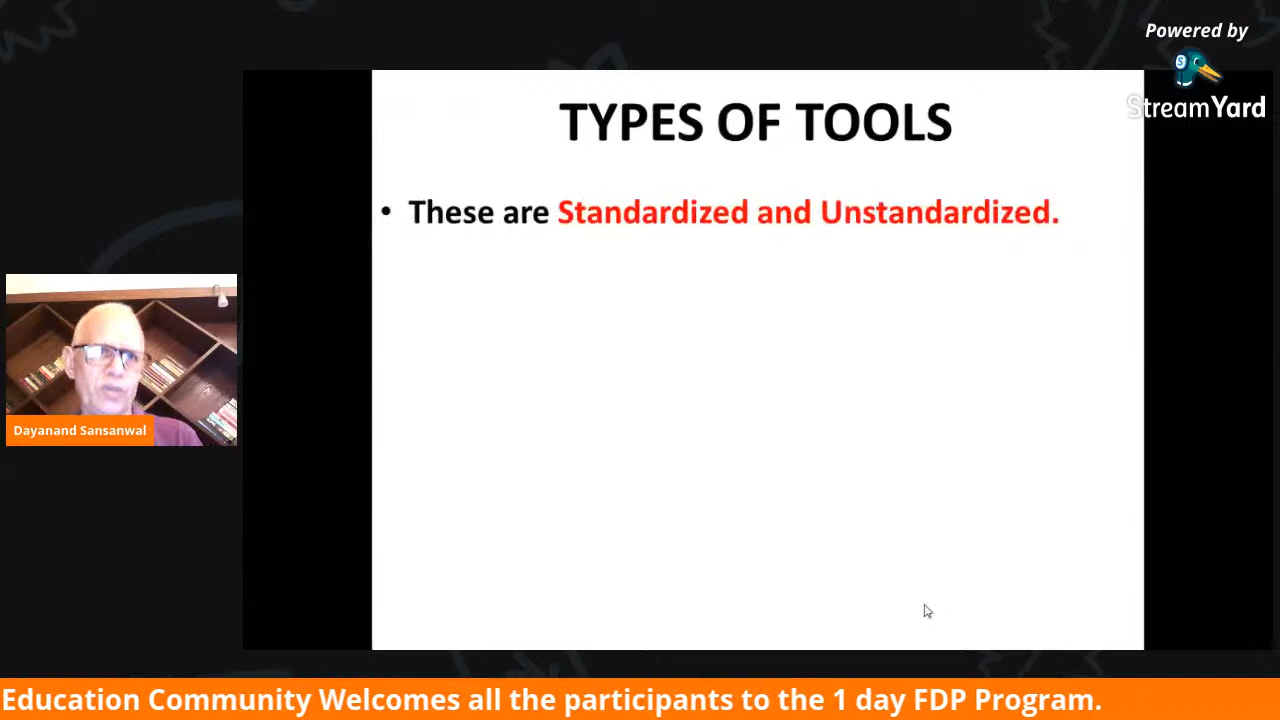 Powered by
StreamYard
TYPES OF TOOLS
• These are Standardized and Unstandardized.
Dayanand Sansanwal
Education Community Welcomes all the participants to the 1 day FDP Program.